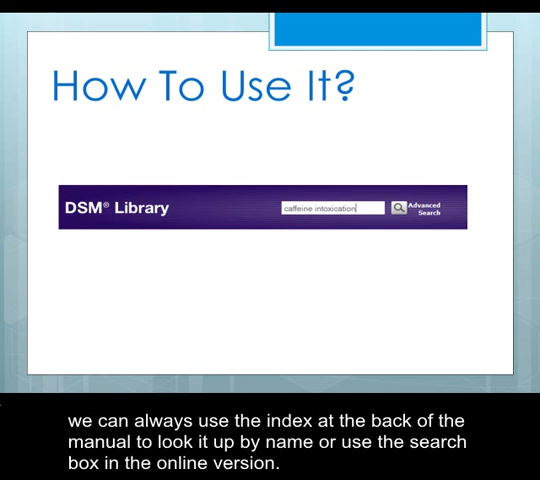 How To Use It?
DSM® Library
caffeine intoxication
Advanced
Search
we can always use the index at the back of the
manual to look it up by name or use the search
box in the online version.